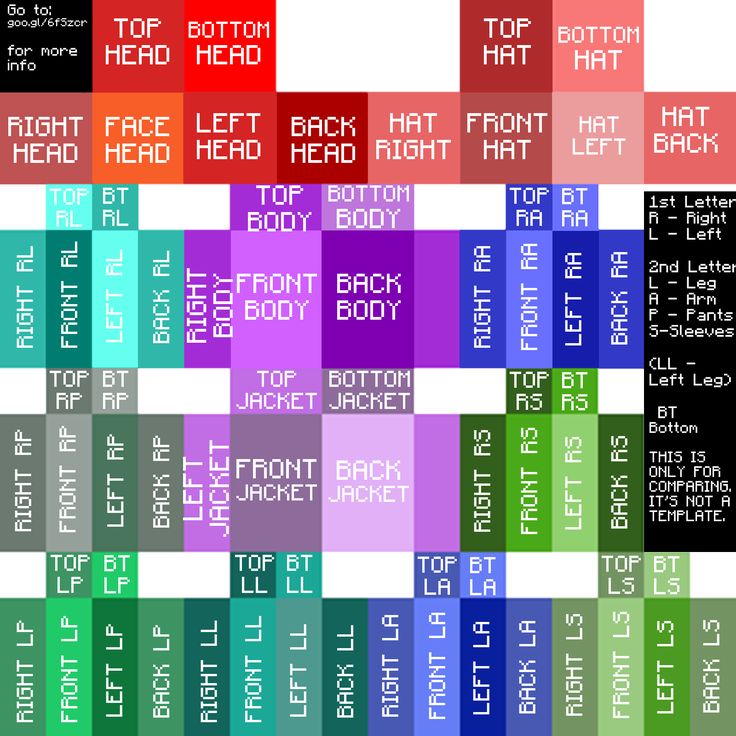 Go to:
goo.gl/6f5zcr
for more
info
TOP
HEAD
BOTTOM
HEAD
TOP
HAT
BOTTOM
HAT
RIGHT
HEAD
FACE
HEAD
LEFT
HEAD
BACK
HEAD
HAT
RIGHT
FRONT
HAT
HAT
LEFT
HAT
BACK
TOP
RL
BT
RL
TOP
BODY
BOTTOM
BODY
TOP
RA
BT
RA
RIGHT RL
FRONT RL
LEFT RL
BACK RL
RIGHT
BODY
FRONT
BODY
BACK
BODY
RIGHT RA
FRONT RA
LEFT RA
BACK RA
1st Letter
R - Right
L - Left
2nd Letter
L - Leg
A - Arm
P - Pants
S-Sleeves
(LL -
Left Leg)
BT
Bottom
THIS IS
ONLY FOR
COMPARING.
IT'S NOT A
TEMPLATE.
TOP
RP
BT
RP
TOP
JACKET
BOTTOM
JACKET
TOP
RS
BT
RS
RIGHT RP
FRONT RP
LEFT RP
BACK RP
LEFT
JACKET
FRONT
JACKET
BACK
JACKET
RIGHT RS
FRONT RS
LEFT RS
BACK RS
TOP
LP
BT
LP
TOP
LL
BT
LL
TOP
LA
BT
LA
TOP
LS
BT
LS
RIGHT LP
FRONT LP
LEFT LP
BACK LP
RIGHT LL
FRONT LL
LEFT LL
BACK LL
RIGHT LA
FRONT LA
LEFT LA
BACK LA
RIGHT LS
FRONT LS
LEFT LS
BACK LS